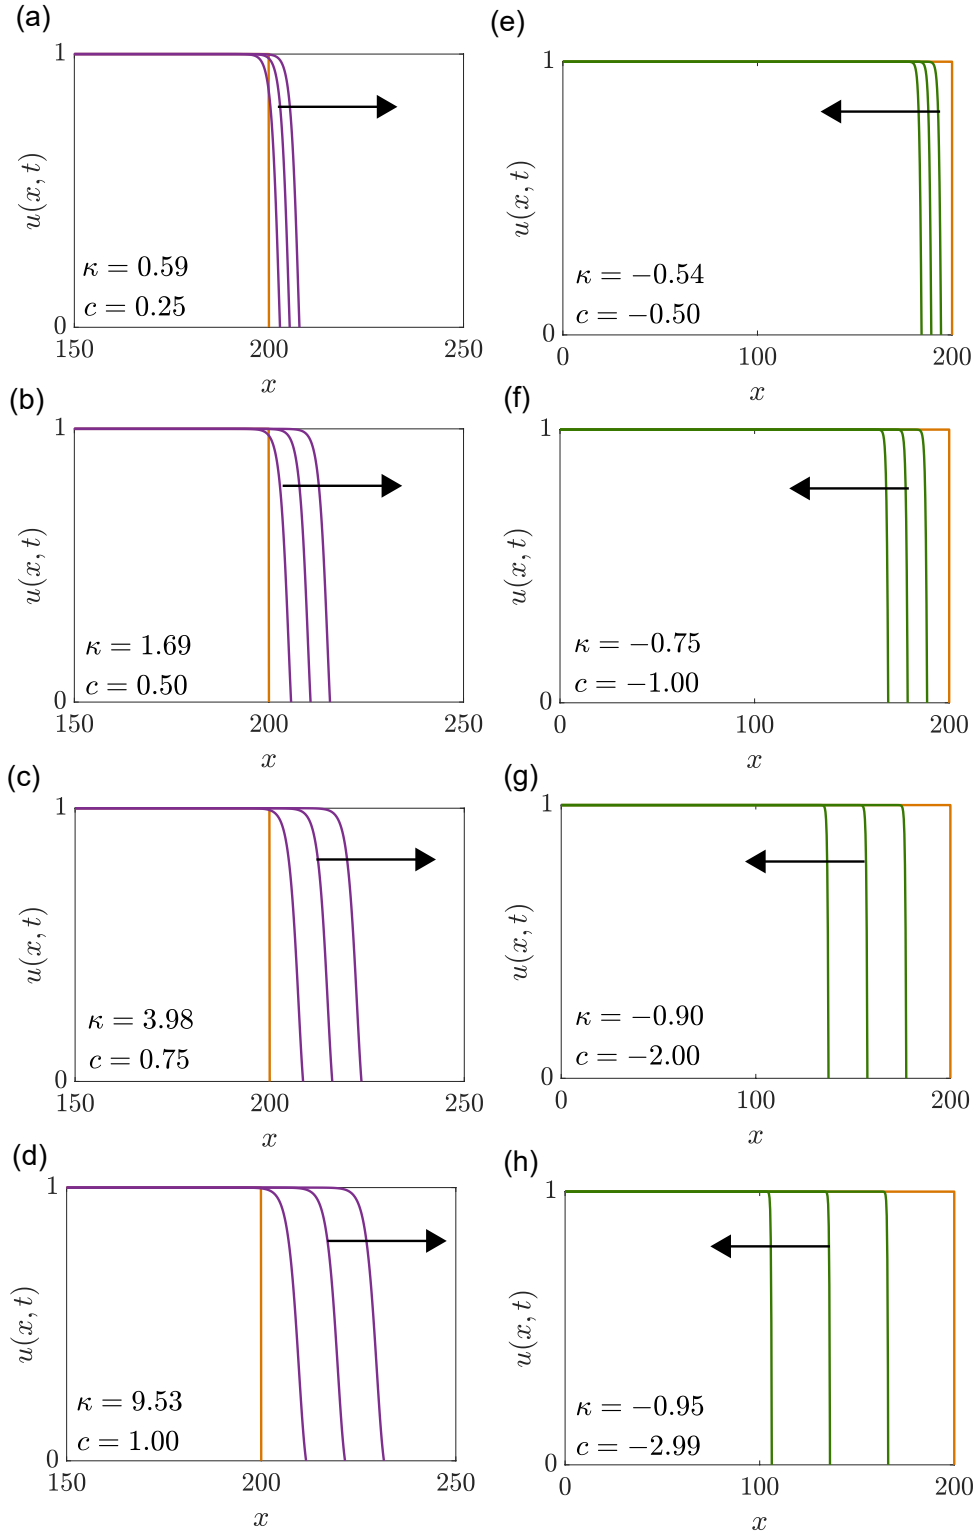 (a)
1
u(x, t)
κ = 0.59
c = 0.25
0
150
200
250
x
(e)
1
u(x, t)
κ = −0.54
c = −0.50
0
0
100
200
x
(b)
1
u(x, t)
κ = 1.69
c = 0.50
0
150
200
250
x
(f)
1
u(x, t)
κ = −0.75
c = −1.00
0
0
100
200
x
(c)
1
u(x, t)
κ = 3.98
c = 0.75
0
150
200
250
x
(g)
1
u(x, t)
κ = −0.90
c = −2.00
0
0
100
200
x
(d)
1
u(x, t)
κ = 9.53
c = 1.00
0
150
200
250
x
(h)
1
u(x, t)
κ = −0.95
c = −2.99
0
0
100
200
x